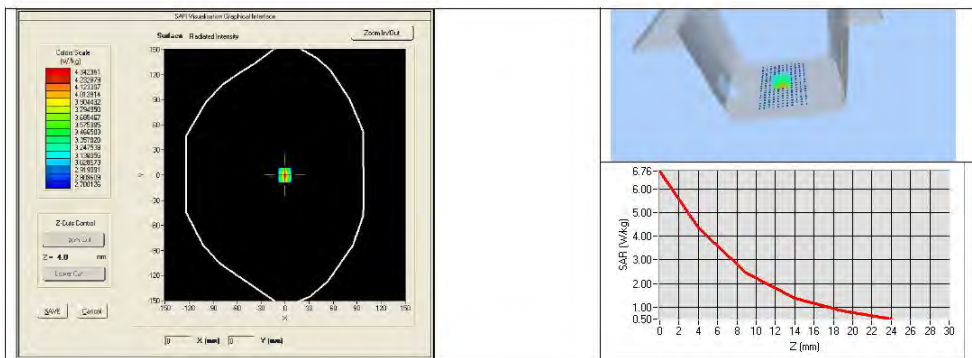 SAR Visualisation Graphical Interface
Surface Radiated Intensity
Zoom In/Out
Colors Scale
(W/kg)
4.342361
4.232879
4.123397
4.013914
3.904432
3.794950
3.685467
3.575985
3.466503
3.357020
3.247538
3.138056
3.028573
2.919091
2.809609
2.700126
Z-Cuts Control
Z = 4.0 mm
Lower Cut
SAVE Cancel
150
120
90
60
30
0
-30
-60
-90
-120
-150
Y
-150 -120 -90 -60 -30 0 30 60 90 120 150
X
0 X (mm) 0 Y (mm)
6.76
6.00
5.00
4.00
3.00
2.00
1.00
0.50
SAR (W/kg)
0 2 4 6 8 10 12 14 16 18 20 22 24 26 28 30
Z (mm)